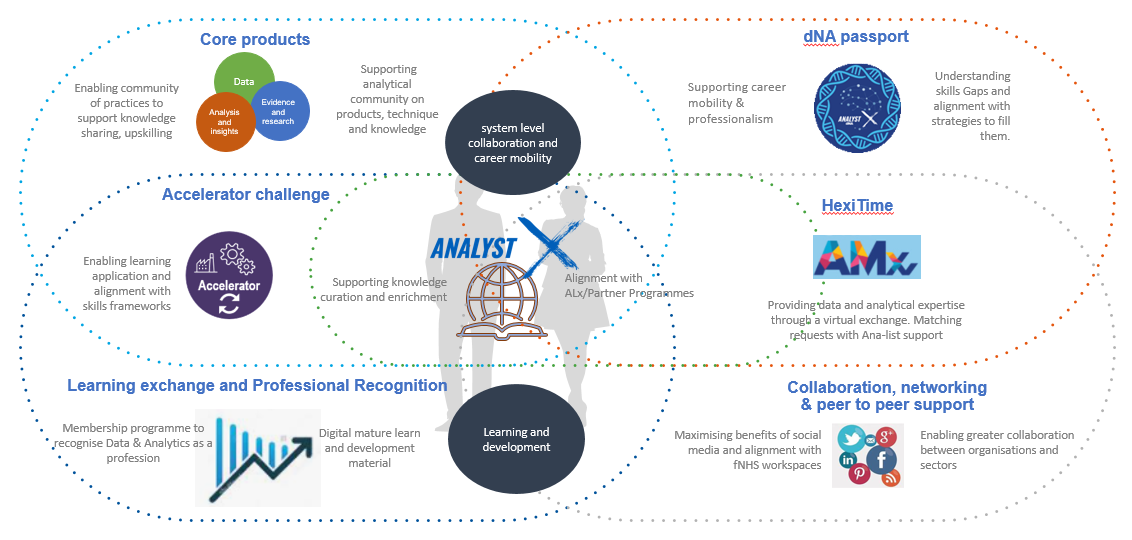 Core products
Enabling community
of practices to
support knowledge
sharing, upskilling
Data
Analysis
and
insights
Evidence
and
research
Supporting
analytical
community on
products, technique
and knowledge
system level
collaboration and
career mobility
dNA passport
Supporting career
mobility &
professionalism
ANALYST X
Understanding
skills Gaps and
alignment with
strategies to fill
them.
Accelerator challenge
Enabling learning
application and
alignment with
skills frameworks
Accelerator
Supporting knowledge
curation and enrichment
ANALYST X
Alignment with
ALx/Partner Programmes
HexiTime
AMx
Providing data and analytical expertise
through a virtual exchange. Matching
requests with Ana-list support
Learning exchange and Professional Recognition
Membership programme to
recognise Data & Analytics as a
profession
Digital mature learn
and development
material
Learning and
development
Collaboration, networking
& peer to peer support
Maximising benefits of social
media and alignment with
fNHS workspaces
g+
in
f
Enabling greater collaboration
between organisations and
sectors